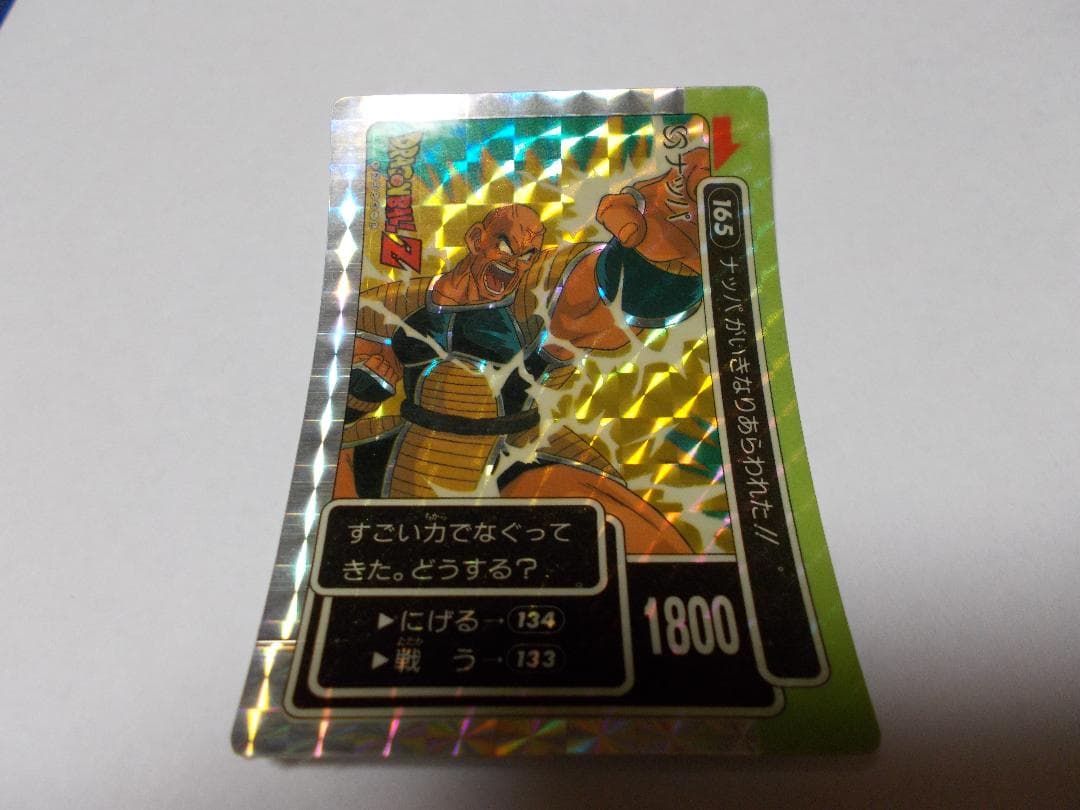 165 ナッパがいきなりあらわれた!!
ナッパ
DRAGON BALL Z
すごい力でなぐって
きた。どうする?
▶にげる→134
▶戦う→133
1800